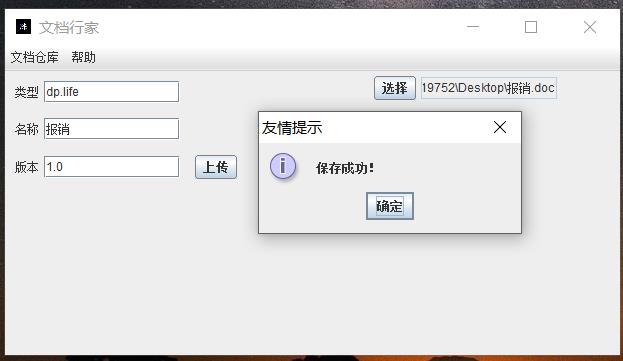 文档行家
文档仓库 帮助
类型 dp.life 选择 19752\Desktop\报销.doc
名称 报销
版本 1.0 上传
友情提示
保存成功!
确定